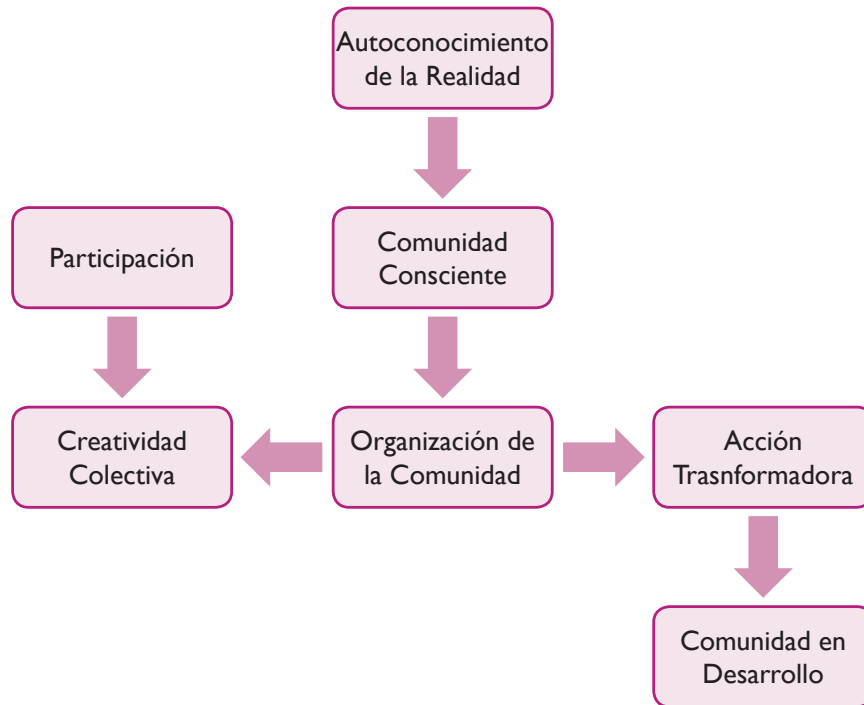 Autoconocimiento
de la Realidad
Participación
Comunidad
Consciente
Creatividad
Colectiva
Organización de
la Comunidad
Acción
Trasnformadora
Comunidad en
Desarrollo